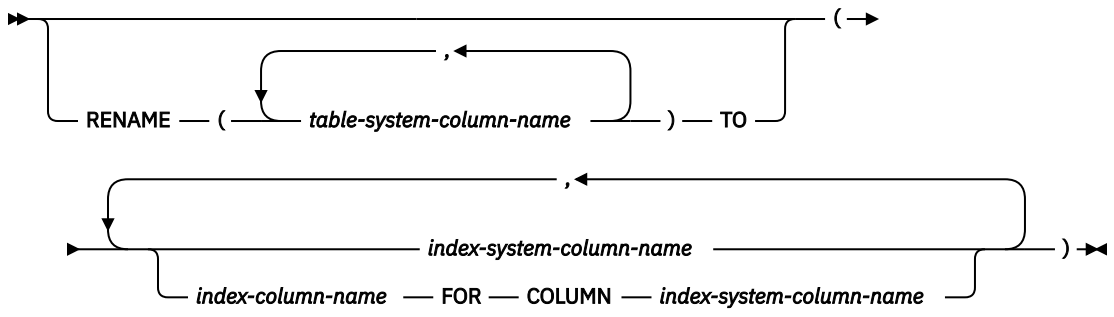 (
,
RENAME ( table-system-column-name ) TO
,
index-system-column-name )
index-column-name FOR COLUMN index-system-column-name